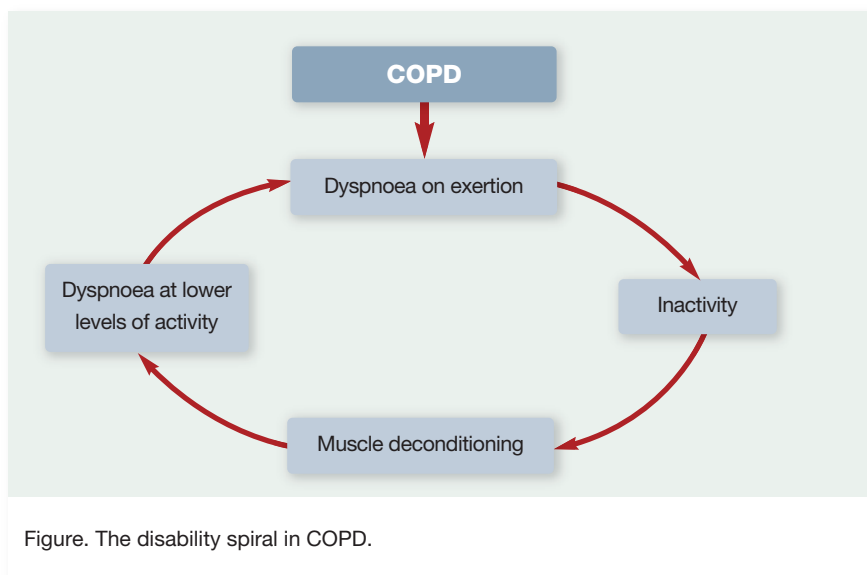 COPD
Dyspnoea on exertion
Inactivity
Muscle deconditioning
Dyspnoea at lower
levels of activity
Figure. The disability spiral in COPD.